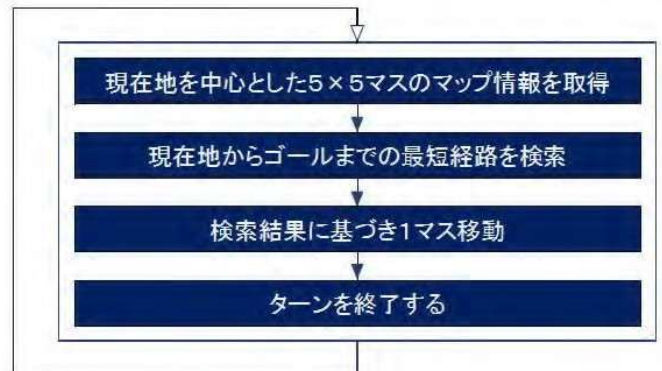 現在地を中心とした5×5マスのマップ情報を取得
現在地からゴールまでの最短経路を検索
検索結果に基づき1マス移動
ターンを終了する